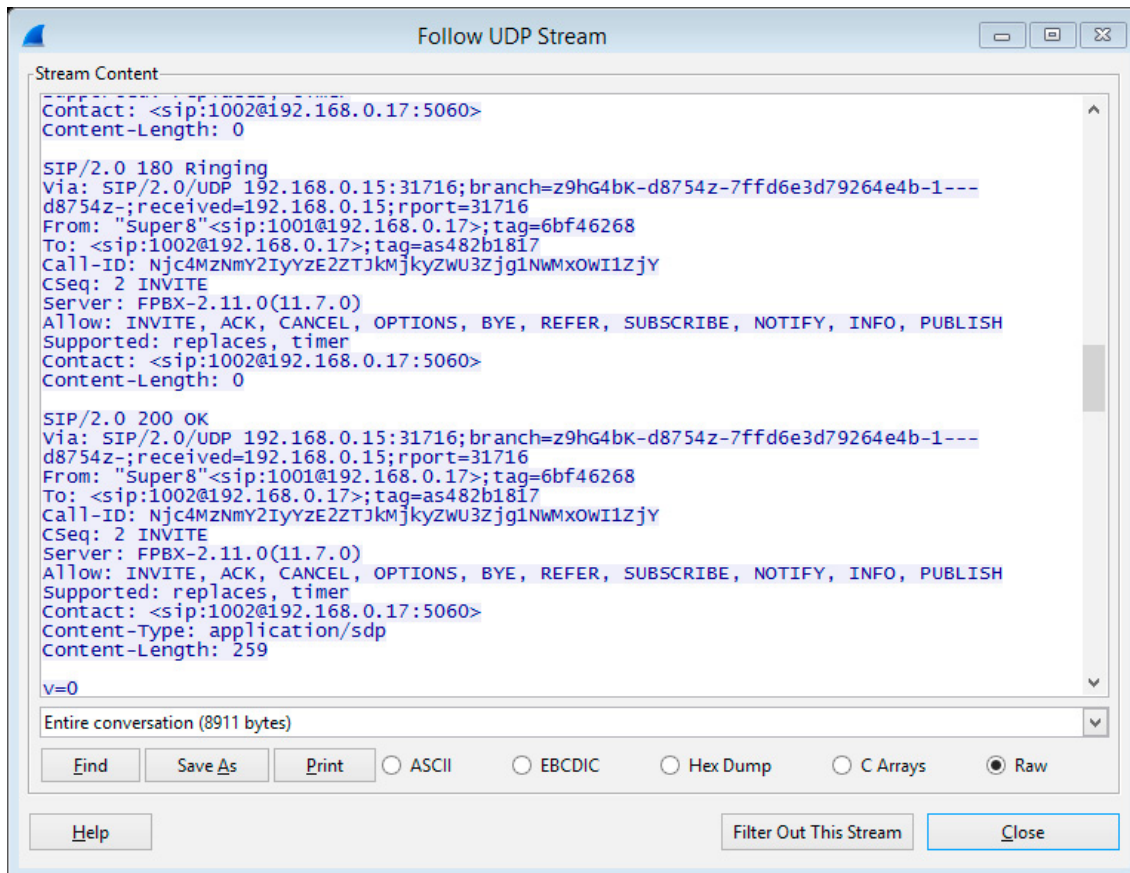 Follow UDP Stream
Stream Content
Supported: replaces, timer
Contact: <sip:1002@192.168.0.17:5060>
Content-Length: 0
SIP/2.0 180 Ringing
Via: SIP/2.0/UDP 192.168.0.15:31716;branch=z9hG4bK-d8754z-7ffd6e3d79264e4b-1---
d8754z-;received=192.168.0.15;rport=31716
From: "Super8"<sip:1001@192.168.0.17>;tag=6bf46268
To: <sip:1002@192.168.0.17>;tag=as482b1817
Call-ID: Njc4MzNmY2IyYzE2ZTJkMjkyZWU3Zjg1NWMxOWI1ZjY
CSeq: 2 INVITE
Server: FPBX-2.11.0(11.7.0)
Allow: INVITE, ACK, CANCEL, OPTIONS, BYE, REFER, SUBSCRIBE, NOTIFY, INFO, PUBLISH
Supported: replaces, timer
Contact: <sip:1002@192.168.0.17:5060>
Content-Length: 0
SIP/2.0 200 OK
Via: SIP/2.0/UDP 192.168.0.15:31716;branch=z9hG4bK-d8754z-7ffd6e3d79264e4b-1---
d8754z-;received=192.168.0.15;rport=31716
From: "Super8"<sip:1001@192.168.0.17>;tag=6bf46268
To: <sip:1002@192.168.0.17>;tag=as482b1817
Call-ID: Njc4MzNmY2IyYzE2ZTJkMjkyZWU3Zjg1NWMxOWI1ZjY
CSeq: 2 INVITE
Server: FPBX-2.11.0(11.7.0)
Allow: INVITE, ACK, CANCEL, OPTIONS, BYE, REFER, SUBSCRIBE, NOTIFY, INFO, PUBLISH
Supported: replaces, timer
Contact: <sip:1002@192.168.0.17:5060>
Content-Type: application/sdp
Content-Length: 259
v=0
Entire conversation (8911 bytes)
Find Save As Print ASCII EBCDIC Hex Dump C Arrays Raw
Help Filter Out This Stream Close